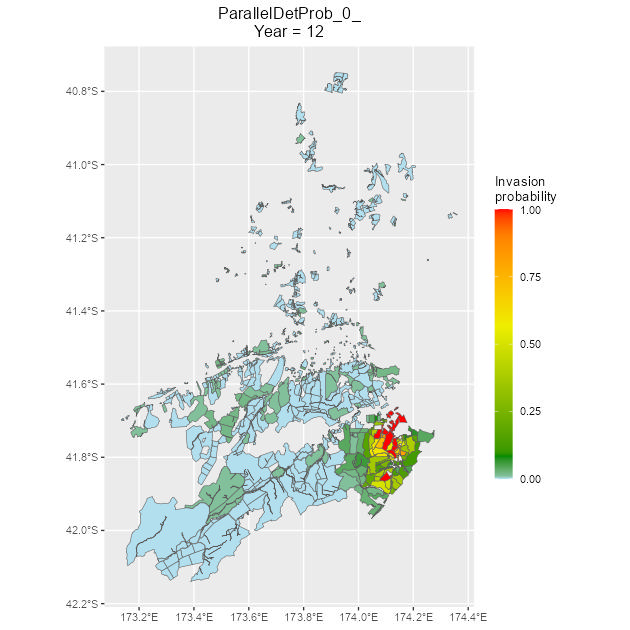 ParallelDetProb_0_
Year = 12
40.8°S
41.0°S
41.2°S
41.4°S
41.6°S
41.8°S
42.0°S
42.2°S
173.2°E 173.4°E 173.6°E 173.8°E 174.0°E 174.2°E 174.4°E
Invasion
probability
1.00
0.75
0.50
0.25
0.00